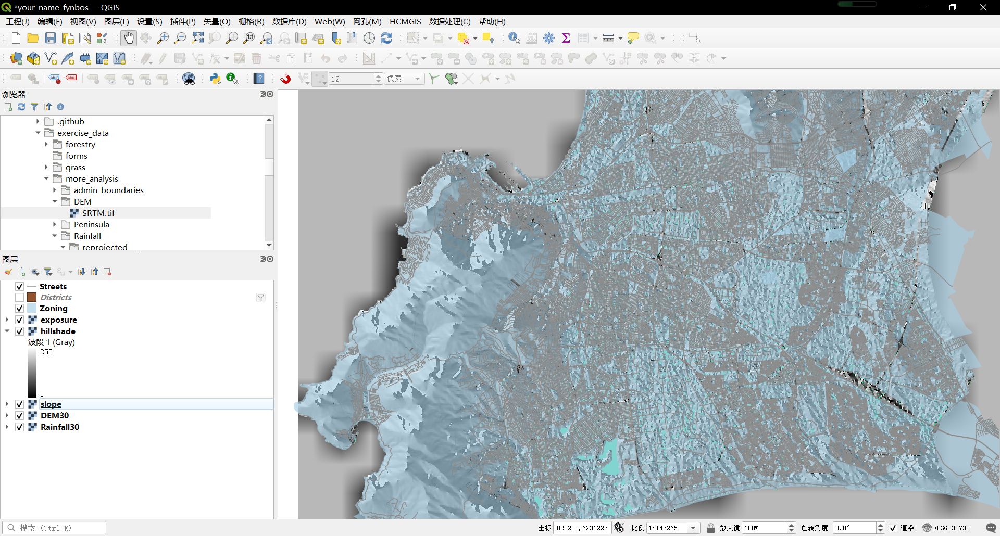 *your_name_fynbos — QGIS
工程(J) 编辑(E) 视图(V) 图层(L) 设置(S) 插件(P) 矢量(O) 栅格(R) 数据库(D) Web(W) 网孔(M) HCMGIS 数据处理(C) 帮助(H)
12 像素
浏览器
.github
exercise_data
forestry
forms
grass
more_analysis
admin_boundaries
DEM
SRTM.tif
Peninsula
Rainfall
reprojected
图层
Streets
Districts
Zoning
exposure
hillshade
波段 1 (Gray)
255
1
slope
DEM30
Rainfall30
搜索 (Ctrl+K) 坐标 820233,6231227 比例 1:147265 放大镜 100% 旋转角度 0.0° 渲染 EPSG:32733